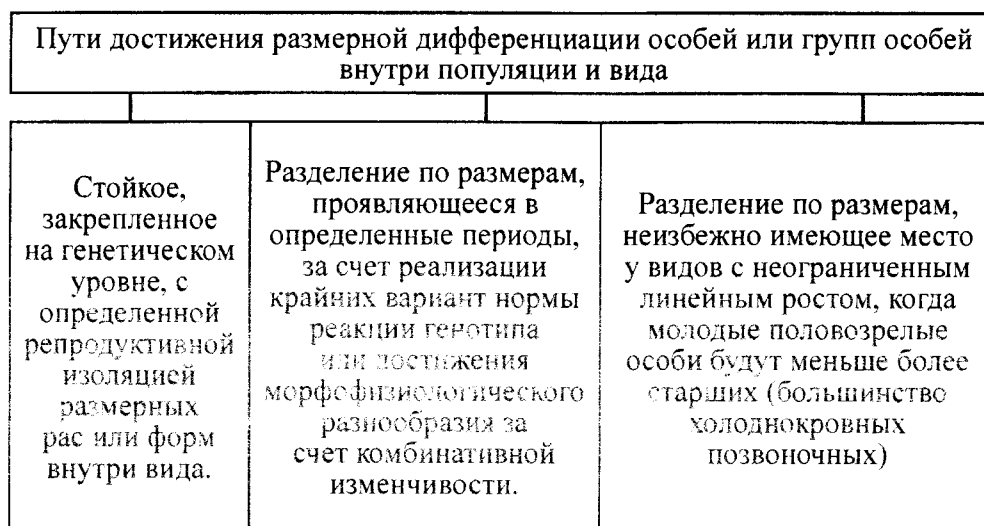 Пути достижения размерной дифференциации особей или групп особей
внутри популяции и вида
Стойкое,
закрепленное
на генетическом
уровне, с
определенной
репродуктивной
изоляцией
размерных
рас или форм
внутри вида.
Разделение по размерам,
проявляющееся в
определенные периоды,
за счет реализации
крайних вариант нормы
реакции генотипа
или достижения
морфофизиологического
разнообразия за
счет комбинативной
изменчивости.
Разделение по размерам,
неизбежно имеющее место
у видов с неограниченным
линейным ростом, когда
молодые половозрелые
особи будут меньше более
старших (большинство
холоднокровных
позвоночных)